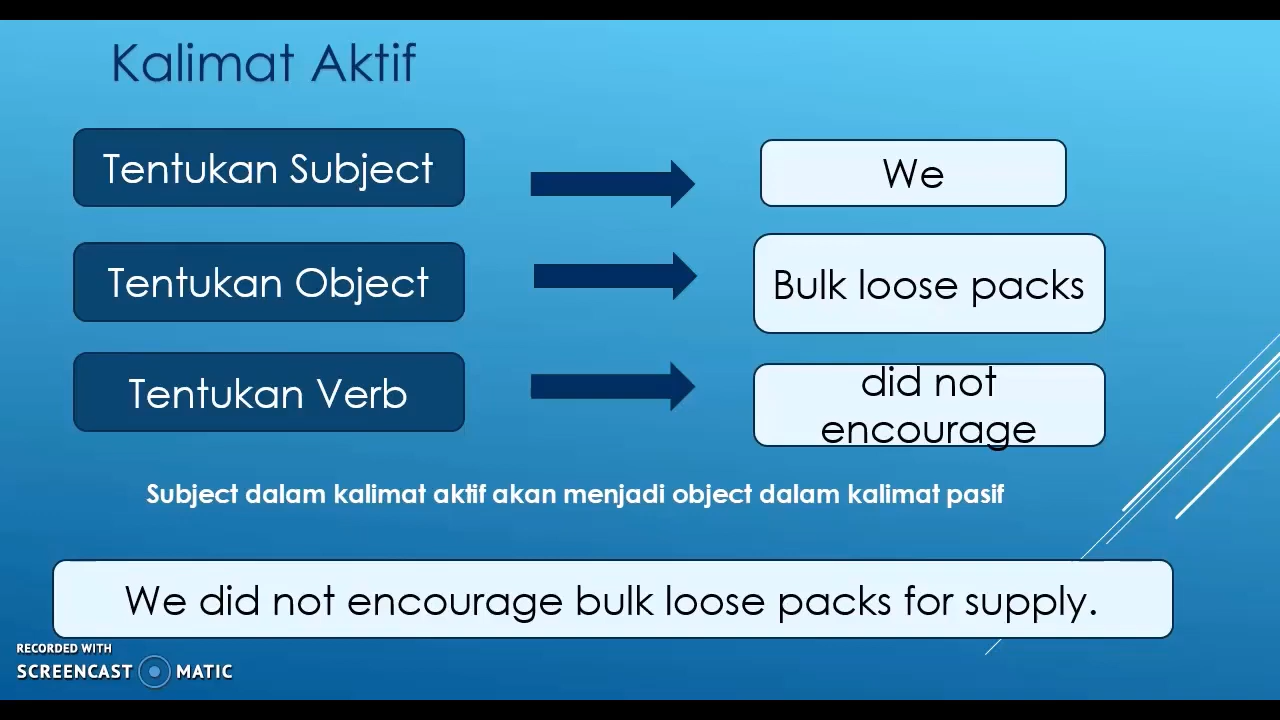 Kalimat Aktif
Tentukan Subject
We
Tentukan Object
Bulk loose packs
Tentukan Verb
did not
encourage
Subject dalam kalimat aktif akan menjadi object dalam kalimat pasif
We did not encourage bulk loose packs for supply.
RECORDED WITH
SCREENCAST MATIC